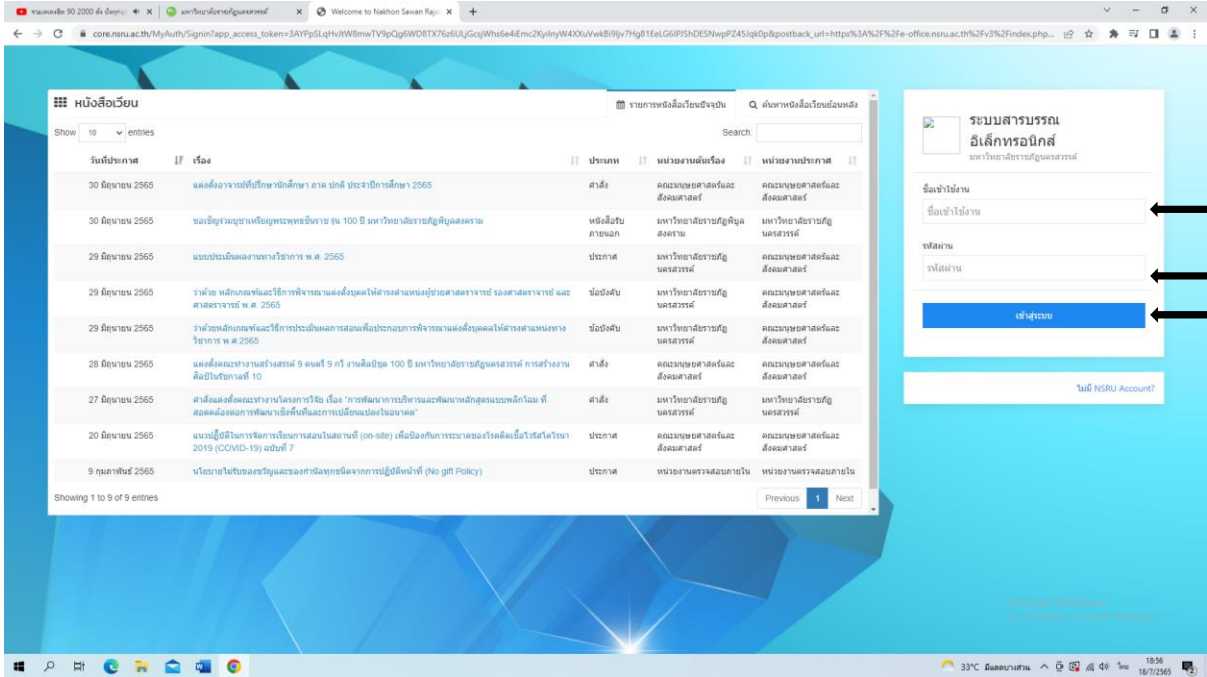 มหาวิทยาลัยราชภัฏนครสวรรค์
Welcome to Nakhon Sawan Raja
หนังสือเวียน
รายการหนังสือเวียนปัจจุบัน
ค้นหาหนังสือเวียนย้อนหลัง
Show 10 entries
Search:
วันที่ประกาศ เรื่อง ประเภท หน่วยงานต้นเรื่อง หน่วยงานประกาศ
30 มิถุนายน 2565 แต่งตั้งอาจารย์ที่ปรึกษานักศึกษา ภาค ปกติ ประจำปีการศึกษา 2565 คำสั่ง คณะมนุษยศาสตร์และ คณะมนุษยศาสตร์และ
สังคมศาสตร์ สังคมศาสตร์
30 มิถุนายน 2565 ขอเชิญร่วมบูชาเหรียญพระพุทธชินราช รุ่น 100 ปี มหาวิทยาลัยราชภัฏพิบูลสงคราม หนังสือรับ มหาวิทยาลัยราชภัฏพิบูล มหาวิทยาลัยราชภัฏ
ภายนอก สงคราม นครสวรรค์
29 มิถุนายน 2565 แบบประเมินผลงานทางวิชาการ พ.ศ. 2565 ประกาศ มหาวิทยาลัยราชภัฏ คณะมนุษยศาสตร์และ
นครสวรรค์ สังคมศาสตร์
29 มิถุนายน 2565 ว่าด้วย หลักเกณฑ์และวิธีการพิจารณาแต่งตั้งบุคคลให้ดำรงตำแหน่งผู้ช่วยศาสตราจารย์ รองศาสตราจารย์ และ ข้อบังคับ มหาวิทยาลัยราชภัฏ คณะมนุษยศาสตร์และ
ศาสตราจารย์ พ.ศ. 2565 นครสวรรค์ สังคมศาสตร์
29 มิถุนายน 2565 ว่าด้วยหลักเกณฑ์และวิธีการประเมินผลการสอนเพื่อประกอบการพิจารณาแต่งตั้งบุคคลให้ดำรงตำแหน่งทาง ข้อบังคับ มหาวิทยาลัยราชภัฏ คณะมนุษยศาสตร์และ
วิชาการ พ.ศ.2565 นครสวรรค์ สังคมศาสตร์
28 มิถุนายน 2565 แต่งตั้งคณะทำงานสร้างสรรค์ 9 ดนตรี 9 กวี งานศิลป์ชุด 100 ปี มหาวิทยาลัยราชภัฏนครสวรรค์ การสร้างงาน คำสั่ง คณะมนุษยศาสตร์และ คณะมนุษยศาสตร์และ
ศิลป์ในรัชกาลที่ 10 สังคมศาสตร์ สังคมศาสตร์
27 มิถุนายน 2565 คำสั่งแต่งตั้งคณะทำงานโครงการวิจัย เรื่อง "การพัฒนาการบริหารและพัฒนาหลักสูตรแบบพลิกโฉม ที่ คำสั่ง มหาวิทยาลัยราชภัฏ คณะมนุษยศาสตร์และ
สอดคล้องต่อการพัฒนาเชิงพื้นที่และการเปลี่ยนแปลงในอนาคต" นครสวรรค์ สังคมศาสตร์
20 มิถุนายน 2565 แนวปฏิบัติในการจัดการเรียนการสอนในสถานที่ (on-site) เพื่อป้องกันการระบาดของโรคติดเชื้อไวรัสโคโรนา ประกาศ คณะมนุษยศาสตร์และ คณะมนุษยศาสตร์และ
2019 (COVID-19) ฉบับที่ 7 สังคมศาสตร์ สังคมศาสตร์
9 กุมภาพันธ์ 2565 นโยบายไม่รับของขวัญและของกำนัลทุกชนิดจากการปฏิบัติหน้าที่ (No gift Policy) ประกาศ หน่วยงานตรวจสอบภายใน หน่วยงานตรวจสอบภายใน
Showing 1 to 9 of 9 entries
Previous 1 Next
ระบบสารบรรณ
อิเล็กทรอนิกส์
มหาวิทยาลัยราชภัฏนครสวรรค์
ชื่อเข้าใช้งาน
ชื่อเข้าใช้งาน
รหัสผ่าน
รหัสผ่าน
เข้าสู่ระบบ
ไม่มี NSRU Account?
33°C มีแดดบางส่วน ไทย 18:56
18/7/2565